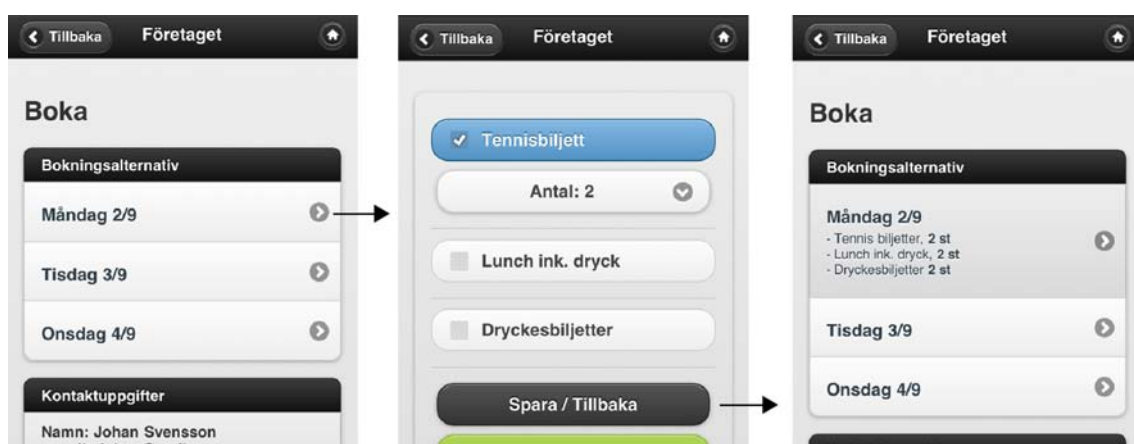 Tillbaka Företaget
Boka
Bokningsalternativ
Måndag 2/9
Tisdag 3/9
Onsdag 4/9
Kontaktuppgifter
Namn: Johan Svensson
Tillbaka Företaget
Tennisbiljett
Antal: 2
Lunch ink. dryck
Dryckesbiljetter
Spara / Tillbaka
Tillbaka Företaget
Boka
Bokningsalternativ
Måndag 2/9
- Tennis biljetter, 2 st
- Lunch ink. dryck, 2 st
- Dryckesbiljetter 2 st
Tisdag 3/9
Onsdag 4/9